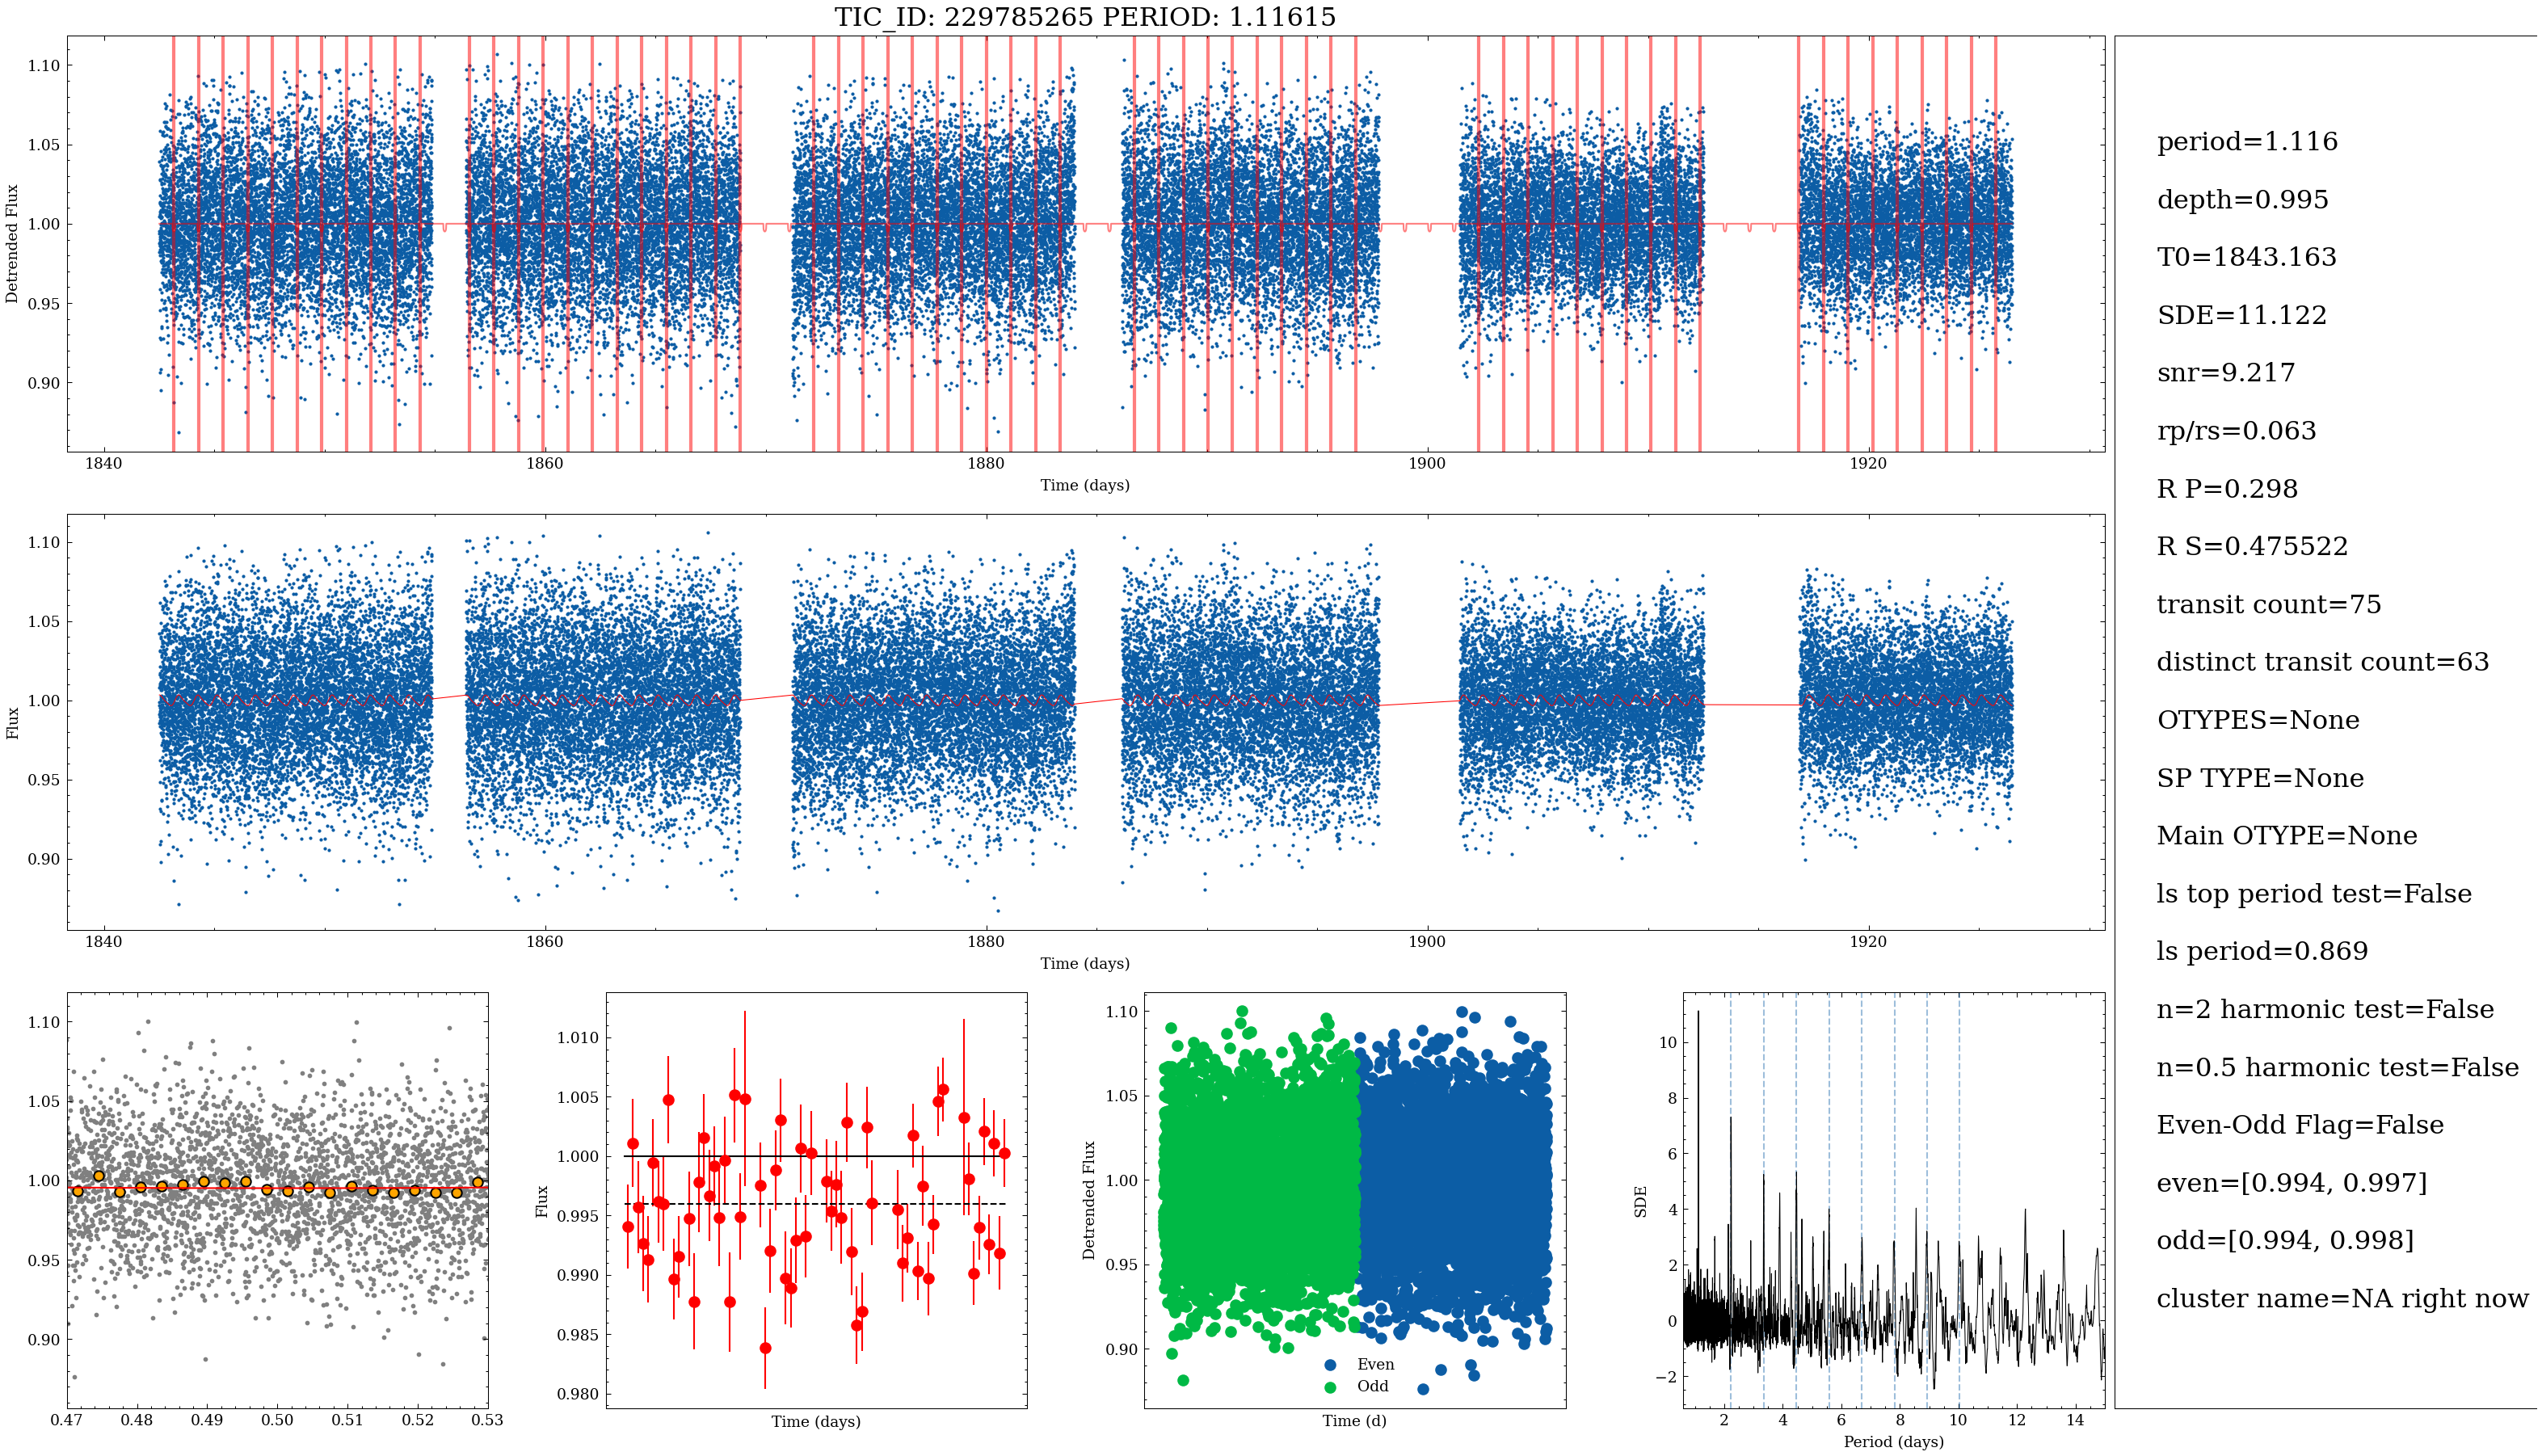 TIC_ID: 229785265 PERIOD: 1.11615
1.10
1.05
1.00
0.95
0.90
Detrended Flux
1840
1860
1880
1900
1920
Time (days)
1.10
1.05
1.00
0.95
0.90
Flux
1840
1860
1880
1900
1920
Time (days)
1.10
1.05
1.00
0.95
0.90
0.47
0.48
0.49
0.50
0.51
0.52
0.53
1.010
1.005
1.000
0.995
0.990
0.985
0.980
Flux
Time (days)
1.10
1.05
1.00
0.95
0.90
Detrended Flux
Even
Odd
Time (d)
10
8
6
4
2
0
−2
SDE
2
4
6
8
10
12
14
Period (days)
period=1.116
depth=0.995
T0=1843.163
SDE=11.122
snr=9.217
rp/rs=0.063
R P=0.298
R S=0.475522
transit count=75
distinct transit count=63
OTYPES=None
SP TYPE=None
Main OTYPE=None
ls top period test=False
ls period=0.869
n=2 harmonic test=False
n=0.5 harmonic test=False
Even-Odd Flag=False
even=[0.994, 0.997]
odd=[0.994, 0.998]
cluster name=NA right now